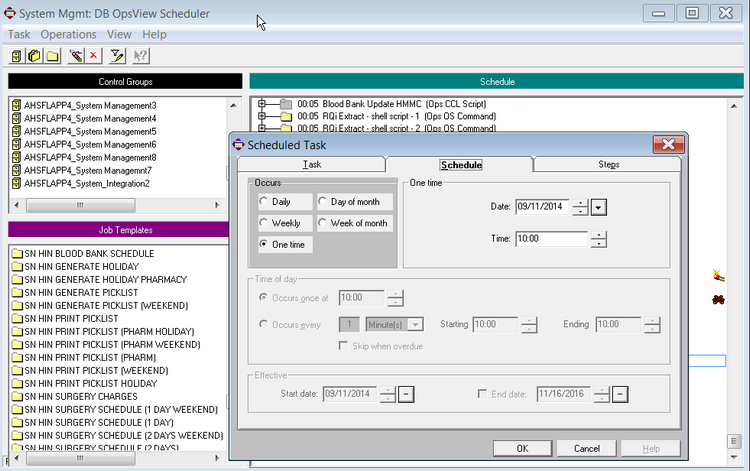 System Mgmt: DB OpsView Scheduler
Task Operations View Help
Control Groups
AHSFLAPP4_System Management3
AHSFLAPP4_System Management4
AHSFLAPP4_System Management5
AHSFLAPP4_System Management6
AHSFLAPP4_System Management8
AHSFLAPP4_System Managemnt7
AHSFLAPP4_System_Integration2
Job Templates
SN HIN BLOOD BANK SCHEDULE
SN HIN GENERATE HOLIDAY
SN HIN GENERATE HOLIDAY PHARMACY
SN HIN GENERATE PICKLIST
SN HIN GENERATE PICKLIST (WEEKEND)
SN HIN PRINT PICKLIST
SN HIN PRINT PICKLIST (PHARM HOLIDAY)
SN HIN PRINT PICKLIST (PHARM WEEKEND)
SN HIN PRINT PICKLIST (PHARM)
SN HIN PRINT PICKLIST (WEEKEND)
SN HIN PRINT PICKLIST HOLIDAY
SN HIN SURGERY CHARGES
SN HIN SURGERY SCHEDULE (1 DAY WEEKEND)
SN HIN SURGERY SCHEDULE (1 DAY)
SN HIN SURGERY SCHEDULE (2 DAYS WEEKEND)
SN HIN SURGERY SCHEDULE (2 DAYS)
Schedule
00:05 Blood Bank Update HMMC (Ops CCL Script)
00:05 RQi Extract - shell script - 1 (Ops OS Command)
00:05 RQi Extract - shell script - 2 (Ops OS Command)
Scheduled Task
Task Schedule Steps
Occurs
Daily Day of month
Weekly Week of month
One time
One time
Date: 09/11/2014
Time: 10:00
Time of day
Occurs once at 10:00
Occurs every 1 Minute(s) Starting 10:00 Ending 10:00
Skip when overdue
Effective
Start date: 09/11/2014 End date: 11/16/2016
OK Cancel Help